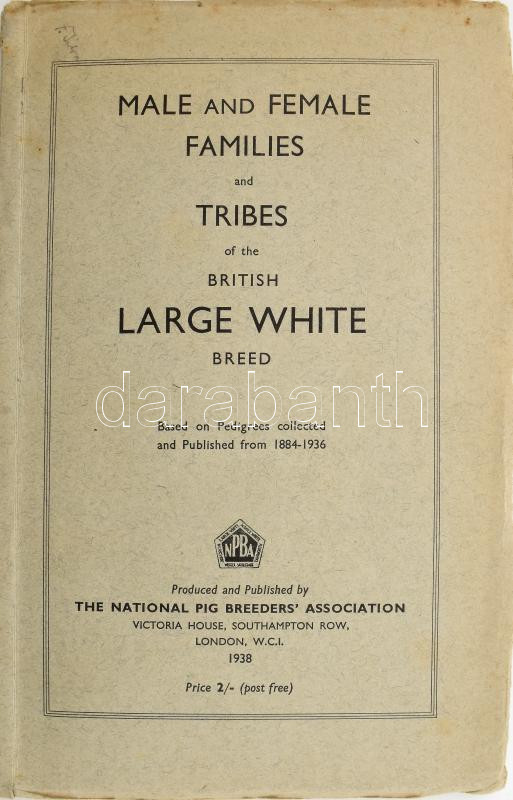 MALE AND FEMALE
FAMILIES
and
TRIBES
of the
BRITISH
LARGE WHITE
BREED
darabanth
Based on Pedigrees collected
and Published from 1884-1936
NPBA
Produced and Published by
THE NATIONAL PIG BREEDERS' ASSOCIATION
VICTORIA HOUSE, SOUTHAMPTON ROW,
LONDON, W.C.I.
1938
Price 2/- (post free)